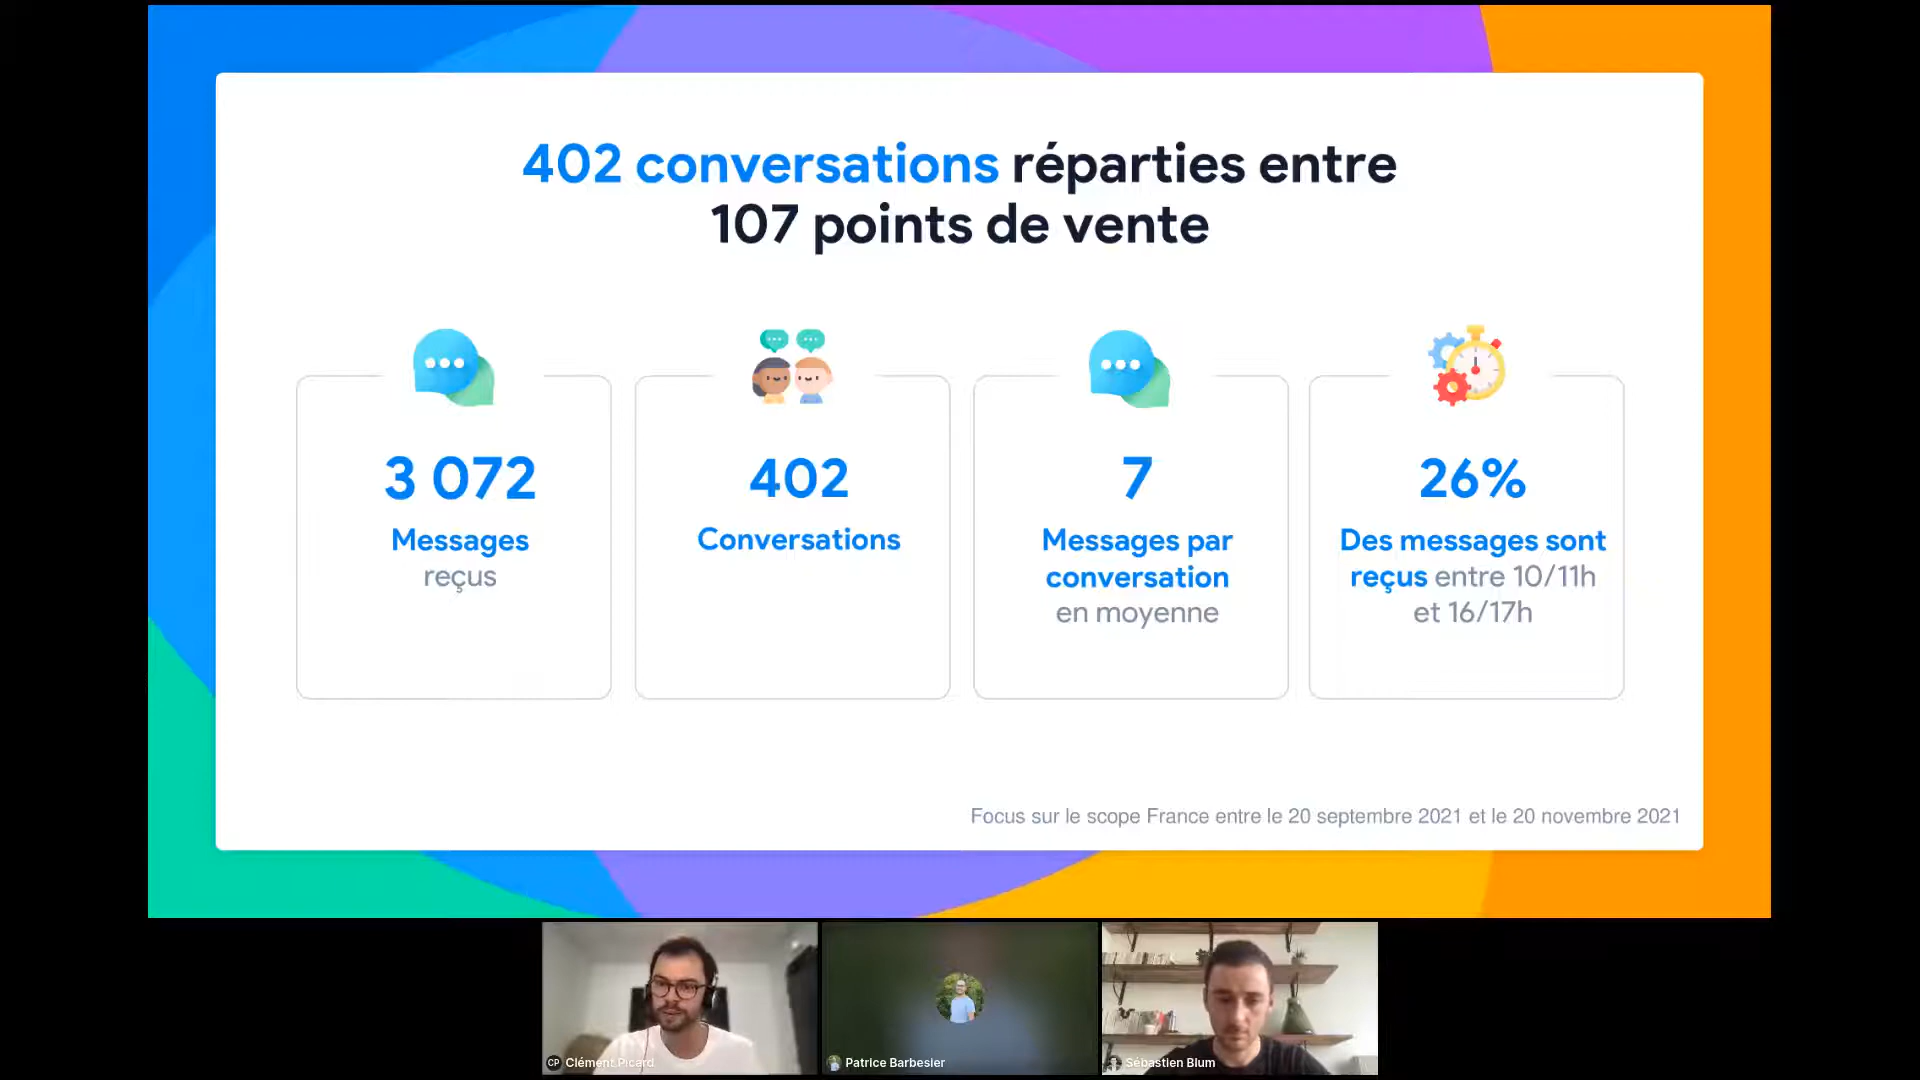 402 conversations réparties entre
107 points de vente
3 072
Messages
reçus
402
Conversations
7
Messages par
conversation
en moyenne
26%
Des messages sont
reçus entre 10/11h
et 16/17h
Focus sur le scope France entre le 20 septembre 2021 et le 20 novembre 2021
CP Clément Picard
Patrice Barbesier
Sébastien Blum